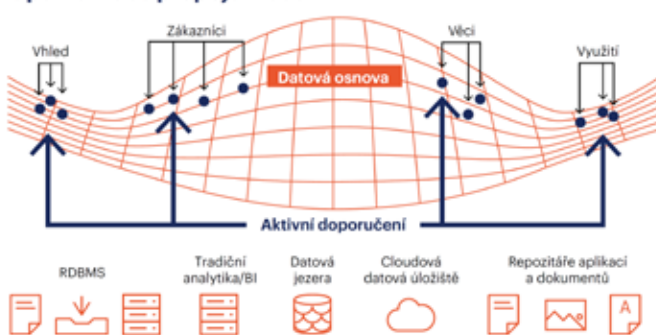 Vhled
Zákazníci
Věci
Využití
Datová osnova
Aktivní doporučení
RDBMS
Tradiční
analytika/BI
Datová
jezera
Cloudová
datová úložiště
Repozitáře aplikací
a dokumentů
A